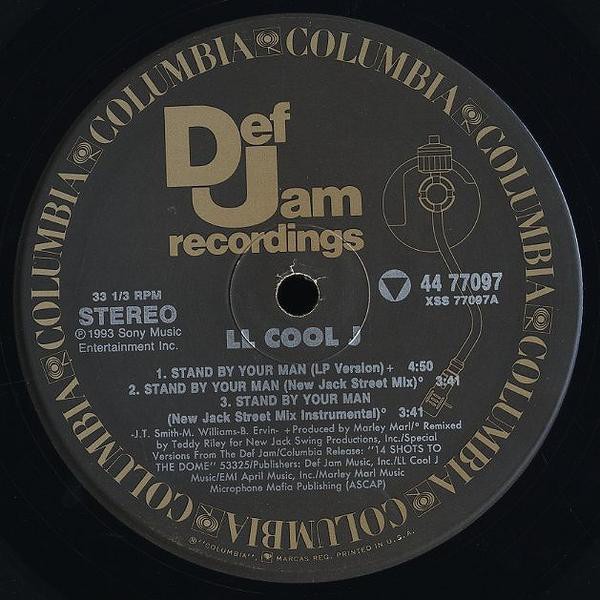 COLUMBIA COLUMBIA COLUMBIA COLUMBIA COLUMBIA COLUMBIA COLUMBIA COLUMBIA
Def
Jam
recordings
33 1/3 RPM
STEREO
℗1993 Sony Music
Entertainment Inc.
44 77097
XSS 77097A
LL COOL J
1. STAND BY YOUR MAN (LP Version)+ 4:50
2. STAND BY YOUR MAN (New Jack Street Mix)° 3:41
3. STAND BY YOUR MAN
(New Jack Street Mix Instrumental)° 3:41
-J.T. Smith-M. Williams-B. Ervin- +Produced by Marley Marl/° Remixed
by Teddy Riley for New Jack Swing Productions, Inc./Special
Versions From The Def Jam/Columbia Release: "14 SHOTS TO
THE DOME" 53325/Publishers: Def Jam Music, Inc/LL Cool J
Music/EMI April Music, Inc./Marley Marl Music
Microphone Mafia Publishing (ASCAP)
®"COLUMBIA", MARCAS REG. PRINTED IN U.S.A.